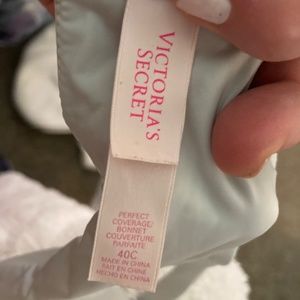 VICTORIA'S
SECRET
PERFECT
COVERAGE/
BONNET
COUVERTURE
PARFAITE
40C
MADE IN CHINA
FAIT EN CHINE
HECHO EN CHINA